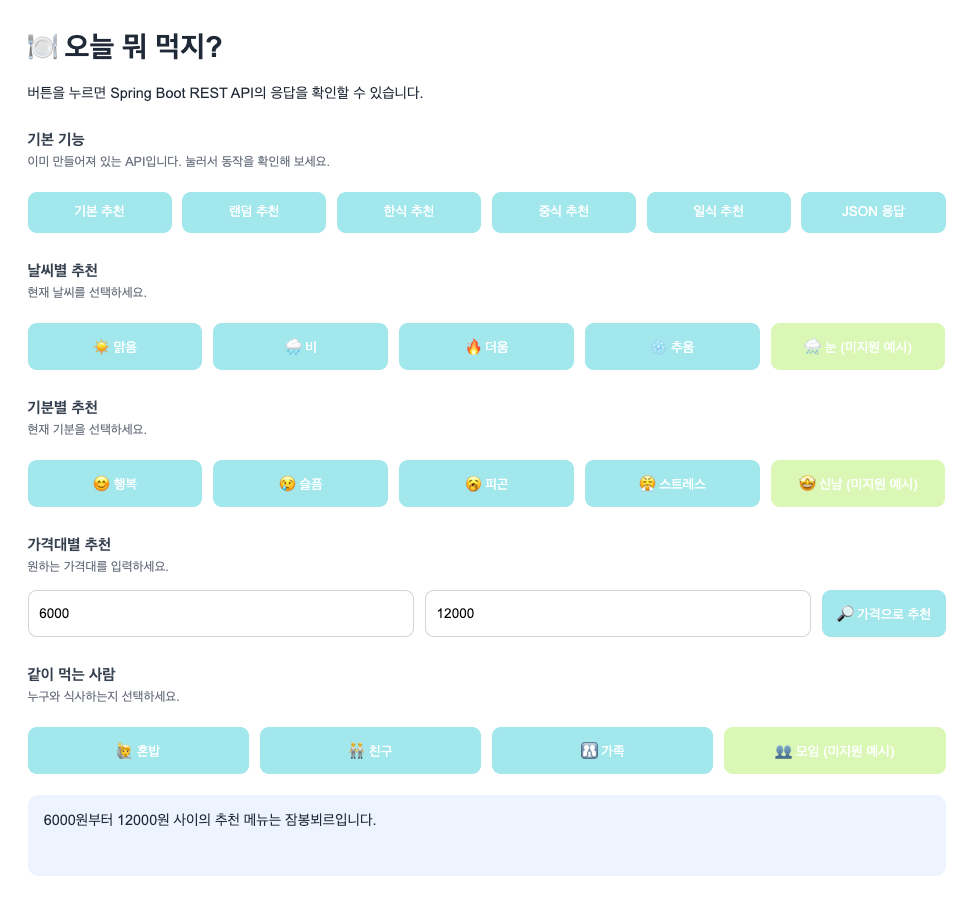 🍽️ 오늘 뭐 먹지?
버튼을 누르면 Spring Boot REST API의 응답을 확인할 수 있습니다.
기본 기능
이미 만들어져 있는 API입니다. 눌러서 동작을 확인해 보세요.
기본 추천 랜덤 추천 한식 추천 중식 추천 일식 추천 JSON 응답
날씨별 추천
현재 날씨를 선택하세요.
☀️ 맑음 🌧️ 비 🔥 더움 ❄️ 추움 🌨️ 눈 (미지원 예시)
기분별 추천
현재 기분을 선택하세요.
😊 행복 😢 슬픔 🥱 피곤 😤 스트레스 🤩 신남 (미지원 예시)
가격대별 추천
원하는 가격대를 입력하세요.
6000 12000 🔎 가격으로 추천
같이 먹는 사람
누구와 식사하는지 선택하세요.
🙋 혼밥 👬 친구 👪 가족 👥 모임 (미지원 예시)
6000원부터 12000원 사이의 추천 메뉴는 잠봉뵈르입니다.